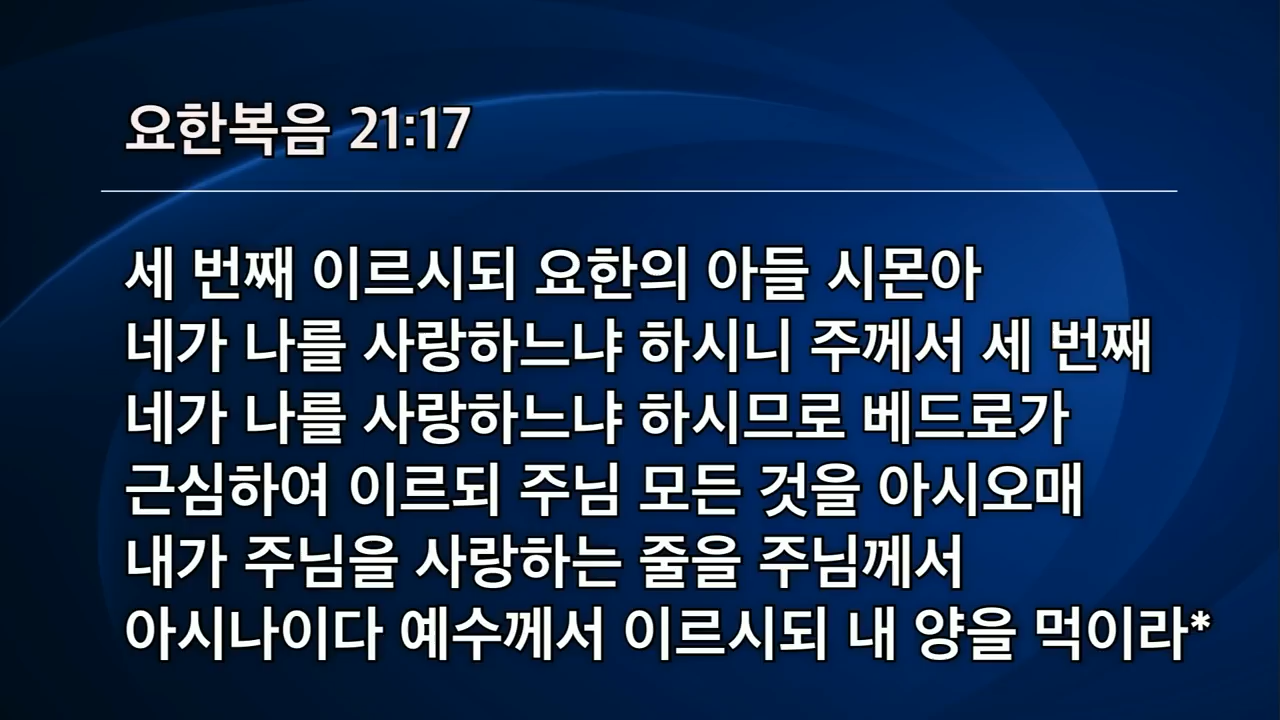 요한복음 21:17
세 번째 이르시되 요한의 아들 시몬아
네가 나를 사랑하느냐 하시니 주께서 세 번째
네가 나를 사랑하느냐 하시므로 베드로가
근심하여 이르되 주님 모든 것을 아시오매
내가 주님을 사랑하는 줄을 주님께서
아시나이다 예수께서 이르시되 내 양을 먹이라*